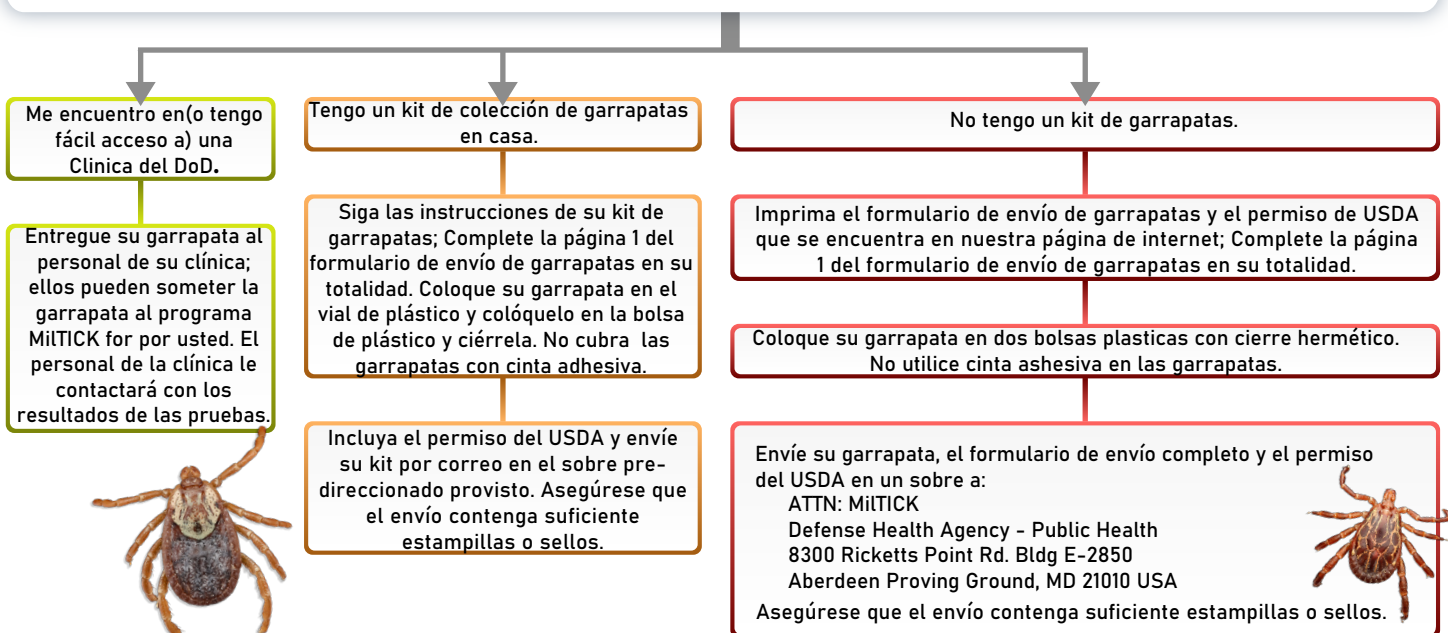 Me encuentro en(o tengo
fácil acceso a) una
Clinica del DoD.
Entregue su garrapata al
personal de su clínica;
ellos pueden someter la
garrapata al programa
MilTICK for por usted. El
personal de la clínica le
contactará con los
resultados de las pruebas.
Tengo un kit de colección de garrapatas
en casa.
Siga las instrucciones de su kit de
garrapatas; Complete la página 1 del
formulario de envío de garrapatas en su
totalidad. Coloque su garrapata en el
vial de plástico y colóquelo en la bolsa
de plástico y ciérrela. No cubra las
garrapatas con cinta adhesiva.
Incluya el permiso del USDA y envíe
su kit por correo en el sobre pre-
direccionado provisto. Asegúrese que
el envío contenga suficiente
estampillas o sellos.
No tengo un kit de garrapatas.
Imprima el formulario de envío de garrapatas y el permiso de USDA
que se encuentra en nuestra página de internet; Complete la página
1 del formulario de envío de garrapatas en su totalidad.
Coloque su garrapata en dos bolsas plasticas con cierre hermético.
No utilice cinta ashesiva en las garrapatas.
Envíe su garrapata, el formulario de envío completo y el permiso
del USDA en un sobre a:
ATTN: MilTICK
Defense Health Agency - Public Health
8300 Ricketts Point Rd. Bldg E-2850
Aberdeen Proving Ground, MD 21010 USA
Asegúrese que el envío contenga suficiente estampillas o sellos.